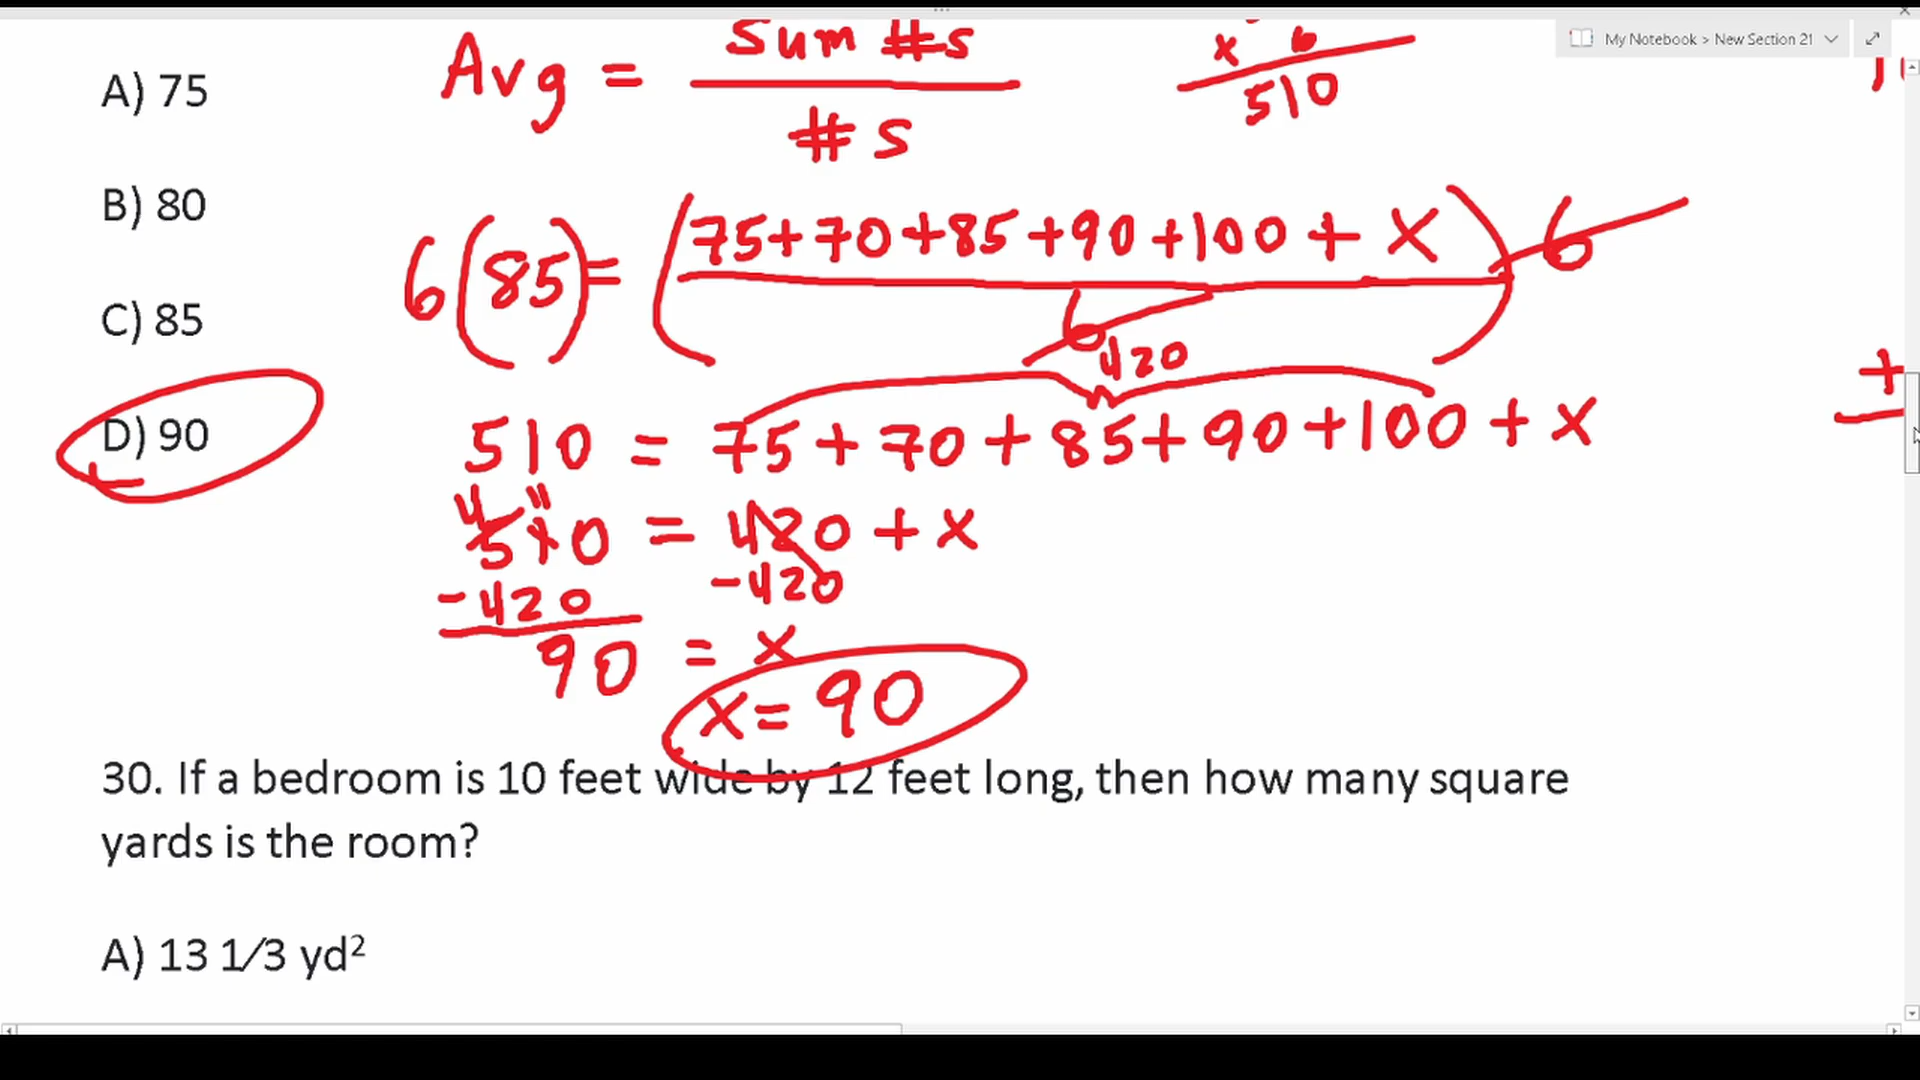 My Notebook > New Section 21
Avg = Sum #s / # s
x 6
510
A) 75
B) 80
C) 85
D) 90
6(85) = (75+70+85+90+100+x / 6) 6
420
510 = 75+70+85+90+100+x
4 11
510 = 420 + x
-420 -420
90 = x
x = 90
+
30. If a bedroom is 10 feet wide by 12 feet long, then how many square
yards is the room?
A) 13 1⁄3 yd²